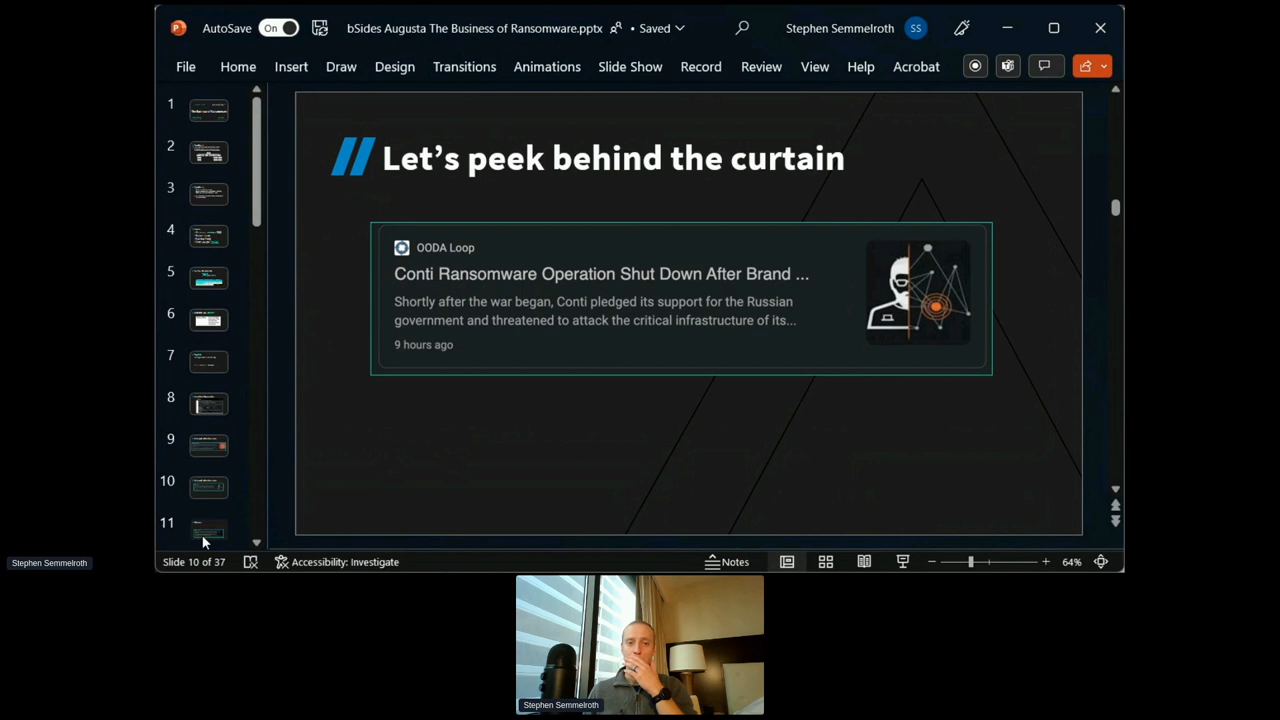 AutoSave On bSides Augusta The Business of Ransomware.pptx • Saved Stephen Semmelroth SS
File Home Insert Draw Design Transitions Animations Slide Show Record Review View Help Acrobat
1
2
3
4
5
6
7
8
9
10
11
Let’s peek behind the curtain
OODA Loop
Conti Ransomware Operation Shut Down After Brand ...
Shortly after the war began, Conti pledged its support for the Russian
government and threatened to attack the critical infrastructure of its...
9 hours ago
Slide 10 of 37 Accessibility: Investigate Notes 64%
Stephen Semmelroth
Stephen Semmelroth